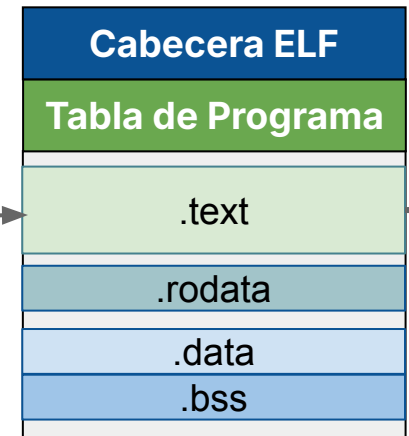 Cabecera ELF
Tabla de Programa
.text
.rodata
.data
.bss